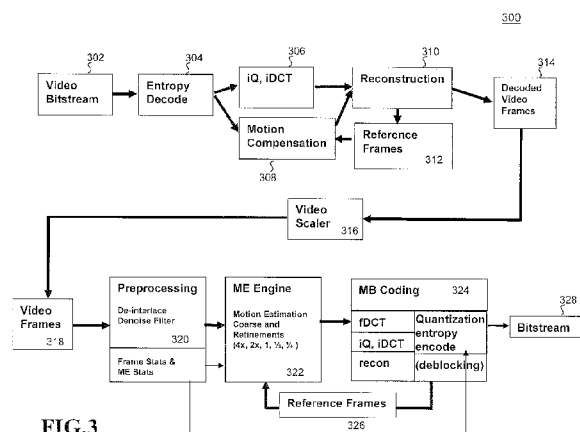 300
302
Video
Bitstream
304
Entropy
Decode
306
iQ, iDCT
Motion
Compensation
308
310
Reconstruction
Reference
Frames
312
314
Decoded
Video
Frames
Video
Scaler
316
Video
Frames
318
Preprocessing
De-interlace
Denoise Filter
320
Frame Stats &
ME Stats
ME Engine
Motion Estimation
Coarse and
Refinements
(4x, 2x, 1, ½, ¼ )
322
MB Coding
324
fDCT
iQ, iDCT
recon
Quantization
entropy
encode
(deblocking)
328
Bitstream
Reference Frames
326
FIG.3